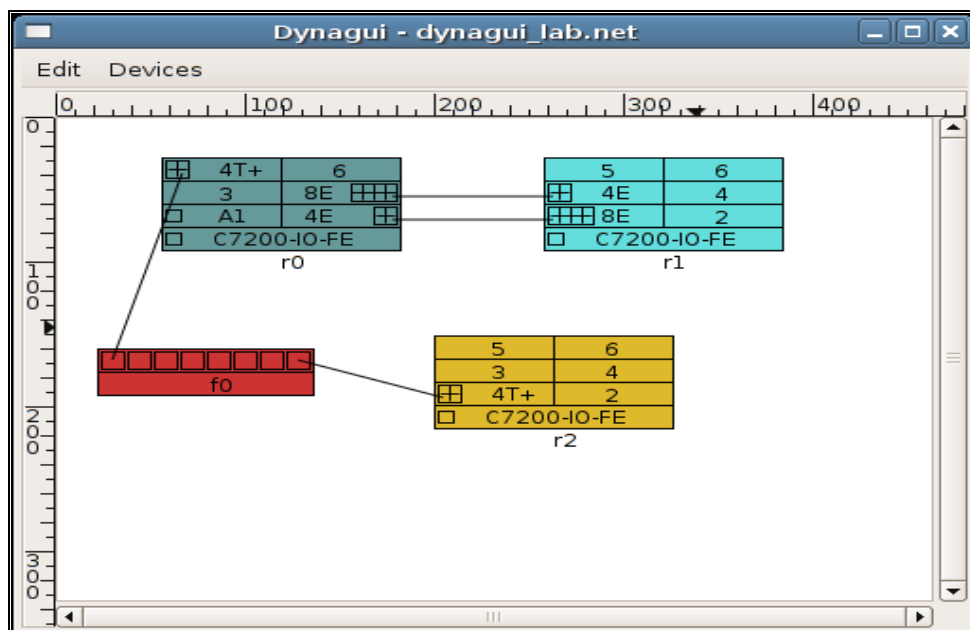 Dynagui - dynagui_lab.net
Edit Devices
0 100 200 300 400
0
100
200
300
4T+ 6
3 8E
A1 4E
C7200-IO-FE
r0
5 6
4E 4
8E 2
C7200-IO-FE
r1
f0
5 6
3 4
4T+ 2
C7200-IO-FE
r2